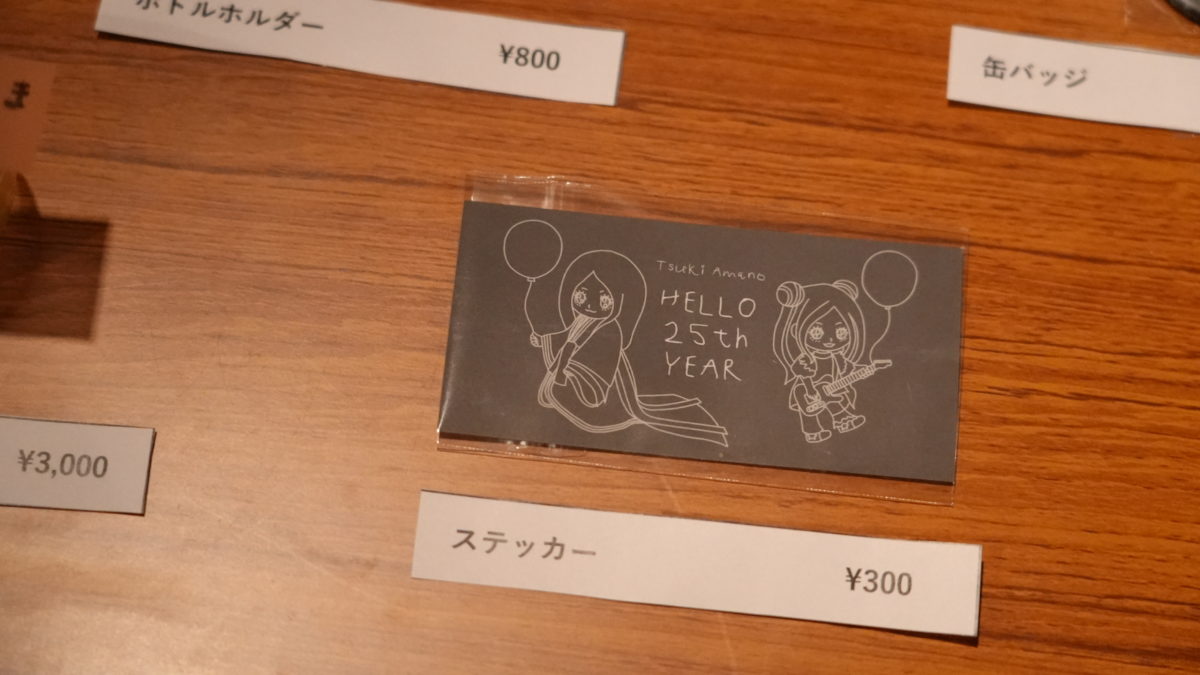 ボトルホルダー
¥800
缶バッジ
ま
Tsuki Amano
HELLO
25th
YEAR
¥3,000
ステッカー
¥300